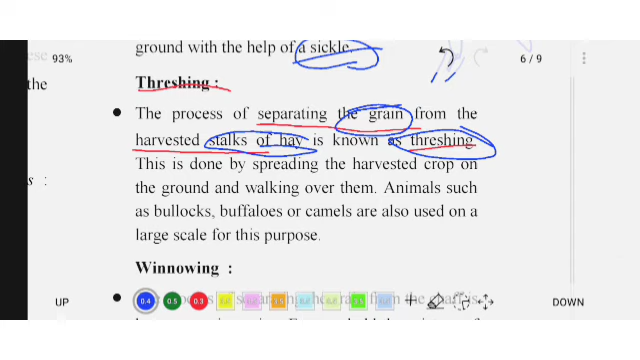 ese
93%
ground with the help of a sickle.
6 / 9
the
Threshing :
The process of separating the grain from the
harvested stalks of hay is known as threshing.
This is done by spreading the harvested crop on
s :
the ground and walking over them. Animals such
as bullocks, buffaloes or camels are also used on a
large scale for this purpose.
Winnowing :
UP
0.4 0.5 0.3
DOWN